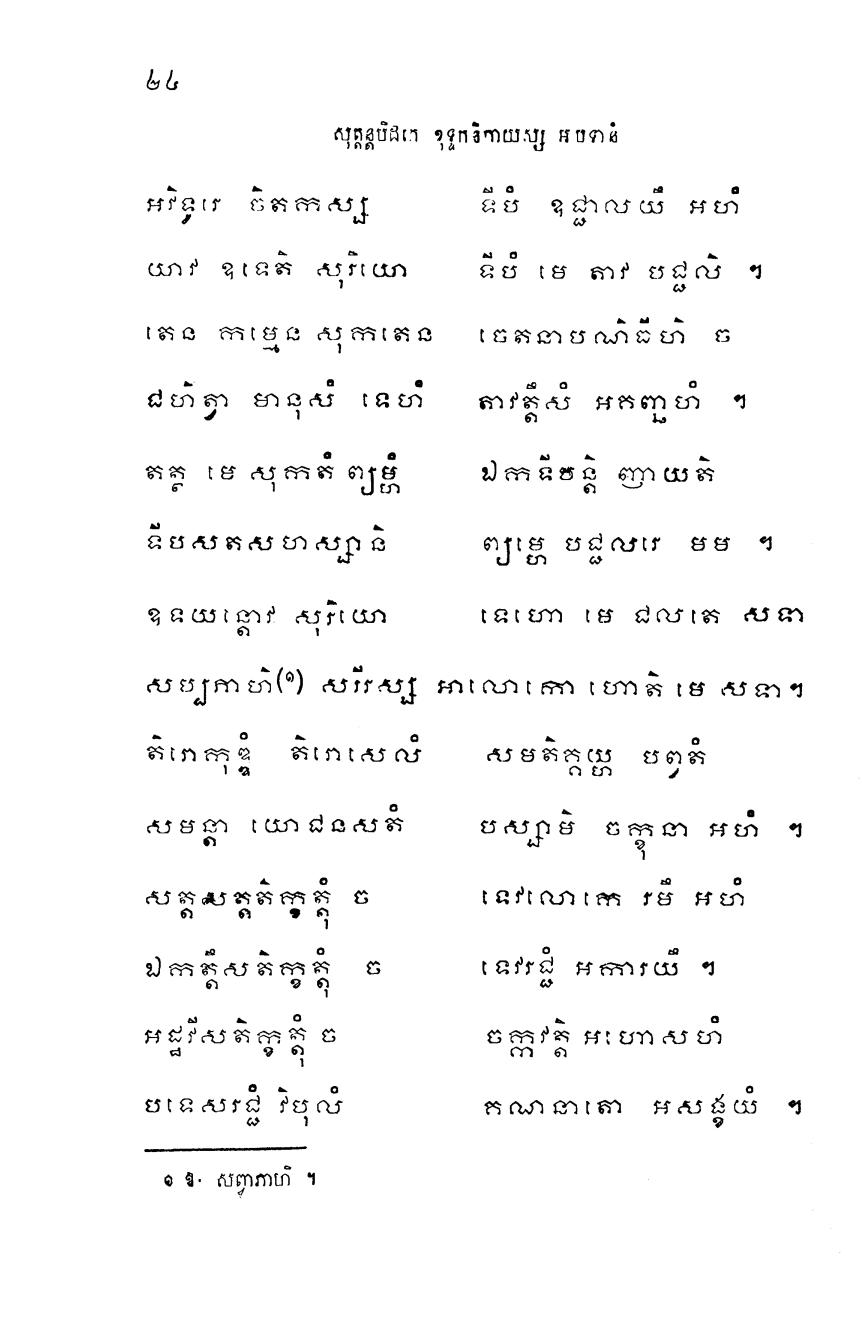 ២៤
សុត្តន្តបិដកេ ខុទ្ទកនិកាយស្ស អបទានំ
អវិទូរេ ចិតកស្ស ទីបំ ឧជ្ជាលយឹ អហំ
យាវ ឧទេតិ សុរិយោ ទីបំ មេ តាវ បជ្ជលិ ។
តេន កម្មេន សុកតេន ចេតនាបណិធីហិ ច
ជហិត្វា មានុសំ ទេហំ តាវត្តឹសំ អគញ្ឆហំ ។
តត្ថ មេ សុកតំ ព្យម្ហំ ឯកទីបន្តិ ញាយតិ
ទីបសតសហស្សានិ ព្យម្ហេ បជ្ជលរេ មម ។
ឧទយន្តោវ សុរិយោ ទេហោ មេ ជលតេ សទា
សប្បភាហិ(១) សរីរស្ស អាលោកោ ហោតិ មេ សទា។
តិរោកុឌ្ឌំ តិរោសេលំ សមតិក្កយ្ហ បព្វតំ
សមន្តា យោជនសតំ បស្សាមិ ចក្ខុនា អហំ ។
សត្តសត្តតិក្ខត្តុំ ច ទេវលោកេ រមឹ អហំ
ឯកត្តឹសតិក្ខត្តុំ ច ទេវរជ្ជំ អការយឹ ។
អដ្ឋវីសតិក្ខត្តុំ ច ចក្កវត្តិ អហោសហំ
បទេសរជ្ជំ វិបុលំ គណនាតោ អសង្ខយំ ។
១ ឱ. សព្វាភាហិ ។